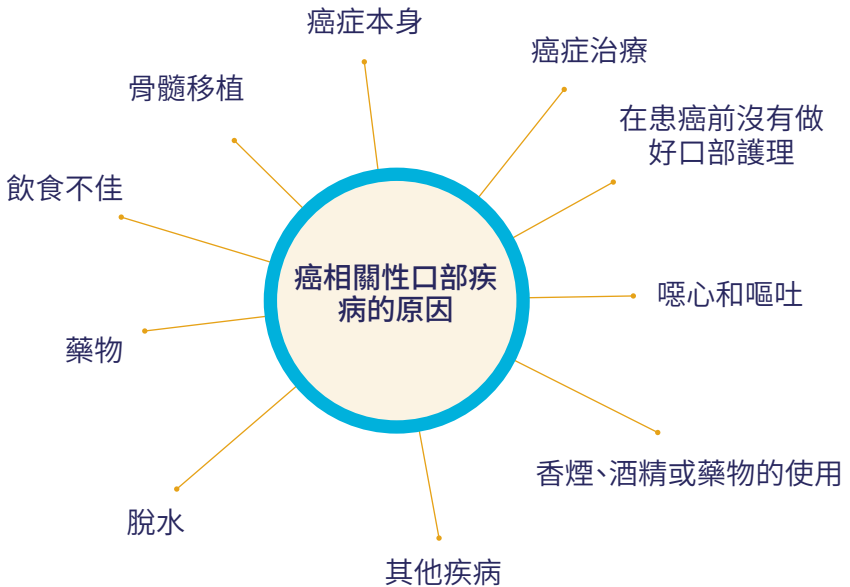 癌症本身
癌症治療
骨髓移植
在患癌前沒有做
好口部護理
飲食不佳
癌相關性口部疾
病的原因
噁心和嘔吐
藥物
香煙、酒精或藥物的使用
脫水
其他疾病